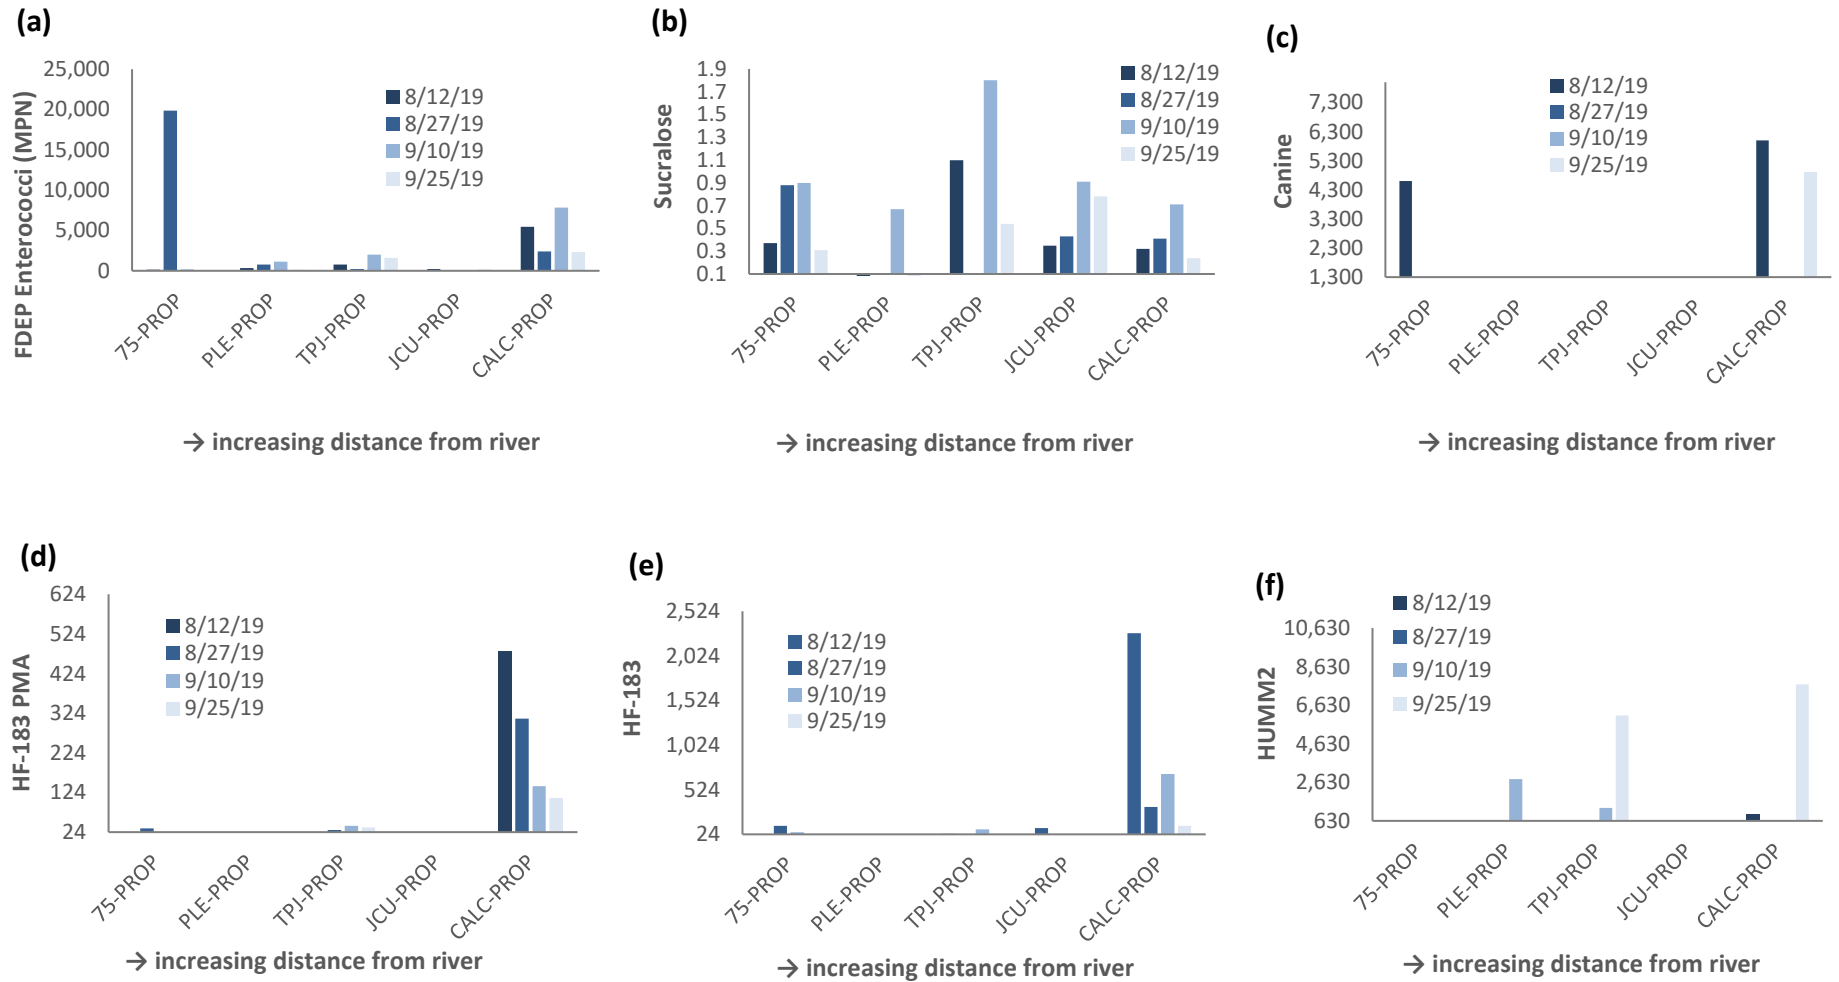 (a)
FDEP Enterococci (MPN)
25,000
20,000
15,000
10,000
5,000
0
8/12/19
8/27/19
9/10/19
9/25/19
75-PROP
PLE-PROP
TPJ-PROP
JCU-PROP
CALC-PROP
→ increasing distance from river
(b)
Sucralose
1.9
1.7
1.5
1.3
1.1
0.9
0.7
0.5
0.3
0.1
8/12/19
8/27/19
9/10/19
9/25/19
75-PROP
PLE-PROP
TPJ-PROP
JCU-PROP
CALC-PROP
→ increasing distance from river
(c)
Canine
7,300
6,300
5,300
4,300
3,300
2,300
1,300
8/12/19
8/27/19
9/10/19
9/25/19
75-PROP
PLE-PROP
TPJ-PROP
JCU-PROP
CALC-PROP
→ increasing distance from river
(d)
HF-183 PMA
624
524
424
324
224
124
24
8/12/19
8/27/19
9/10/19
9/25/19
75-PROP
PLE-PROP
TPJ-PROP
JCU-PROP
CALC-PROP
→ increasing distance from river
(e)
HF-183
2,524
2,024
1,524
1,024
524
24
8/12/19
8/27/19
9/10/19
9/25/19
75-PROP
PLE-PROP
TPJ-PROP
JCU-PROP
CALC-PROP
→ increasing distance from river
(f)
HUMM2
10,630
8,630
6,630
4,630
2,630
630
8/12/19
8/27/19
9/10/19
9/25/19
75-PROP
PLE-PROP
TPJ-PROP
JCU-PROP
CALC-PROP
→ increasing distance from river